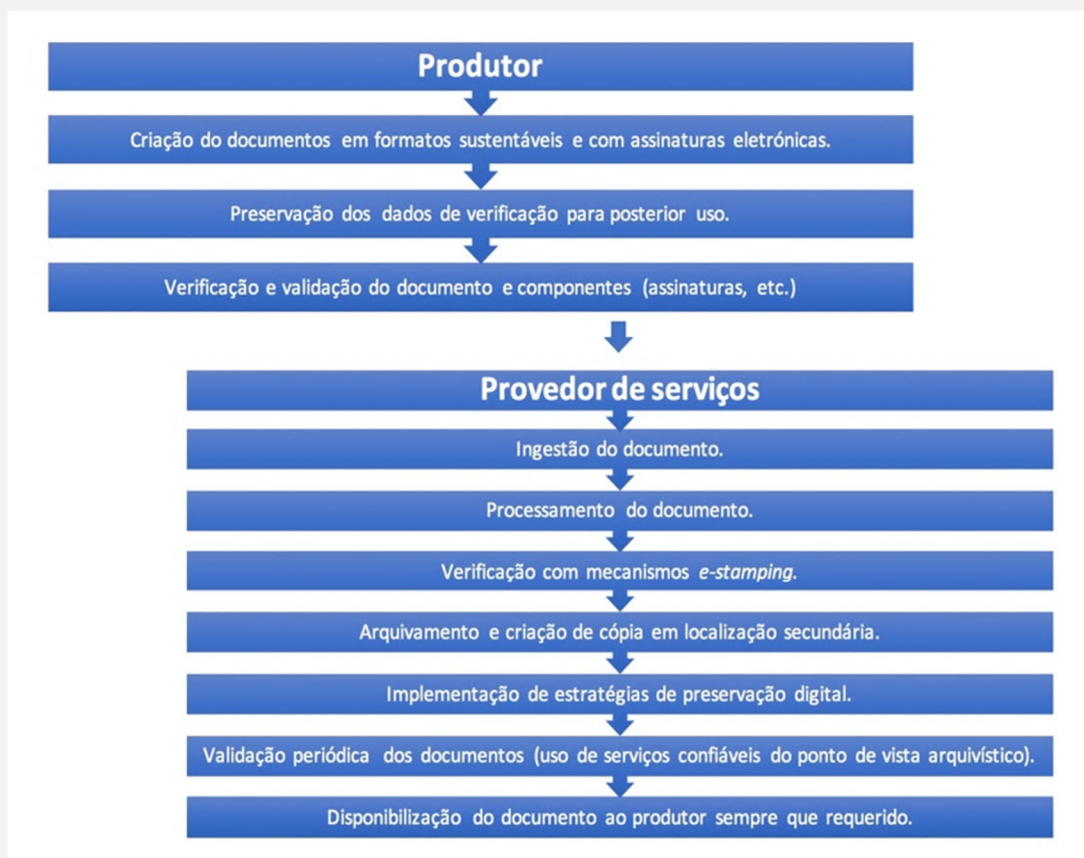 Produtor
Criação do documentos em formatos sustentáveis e com assinaturas eletrónicas.
Preservação dos dados de verificação para posterior uso.
Verificação e validação do documento e componentes (assinaturas, etc.)
Provedor de serviços
Ingestão do documento.
Processamento do documento.
Verificação com mecanismos e-stamping.
Arquivamento e criação de cópia em localização secundária.
Implementação de estratégias de preservação digital.
Validação periódica dos documentos (uso de serviços confiáveis do ponto de vista arquivístico).
Disponibilização do documento ao produtor sempre que requerido.